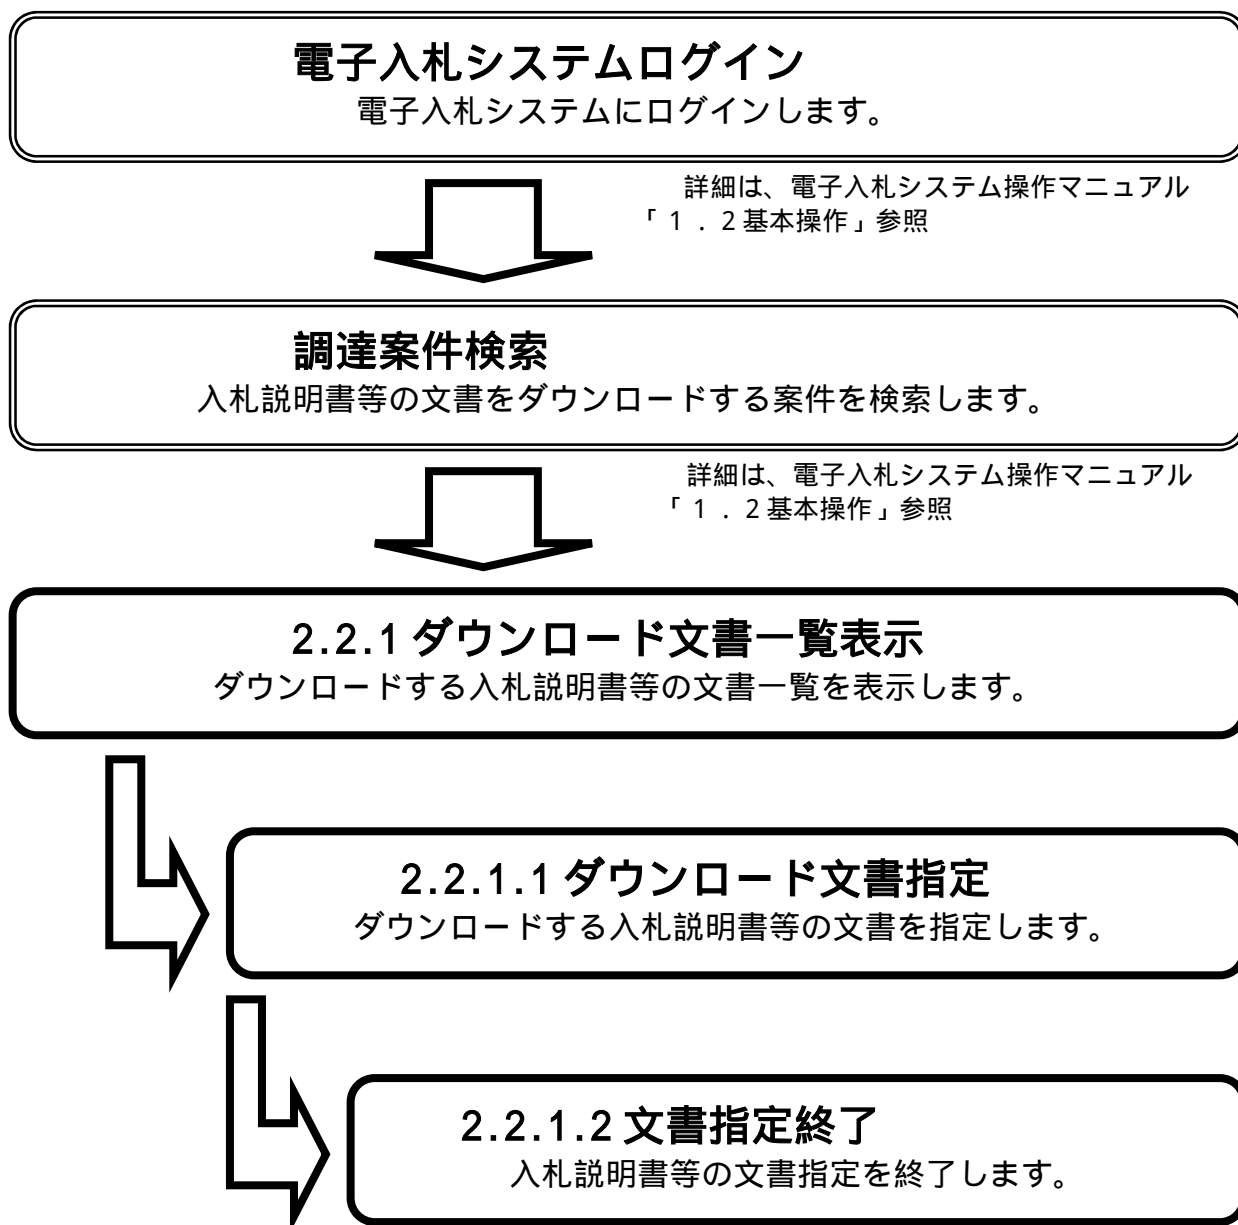 電子入札システムログイン
電子入札システムにログインします。
詳細は、電子入札システム操作マニュアル
「１．２基本操作」参照
調達案件検索
入札説明書等の文書をダウンロードする案件を検索します。
詳細は、電子入札システム操作マニュアル
「１．２基本操作」参照
2.2.1ダウンロード文書一覧表示
ダウンロードする入札説明書等の文書一覧を表示します。
2.2.1.1ダウンロード文書指定
ダウンロードする入札説明書等の文書を指定します。
2.2.1.2文書指定終了
入札説明書等の文書指定を終了します。